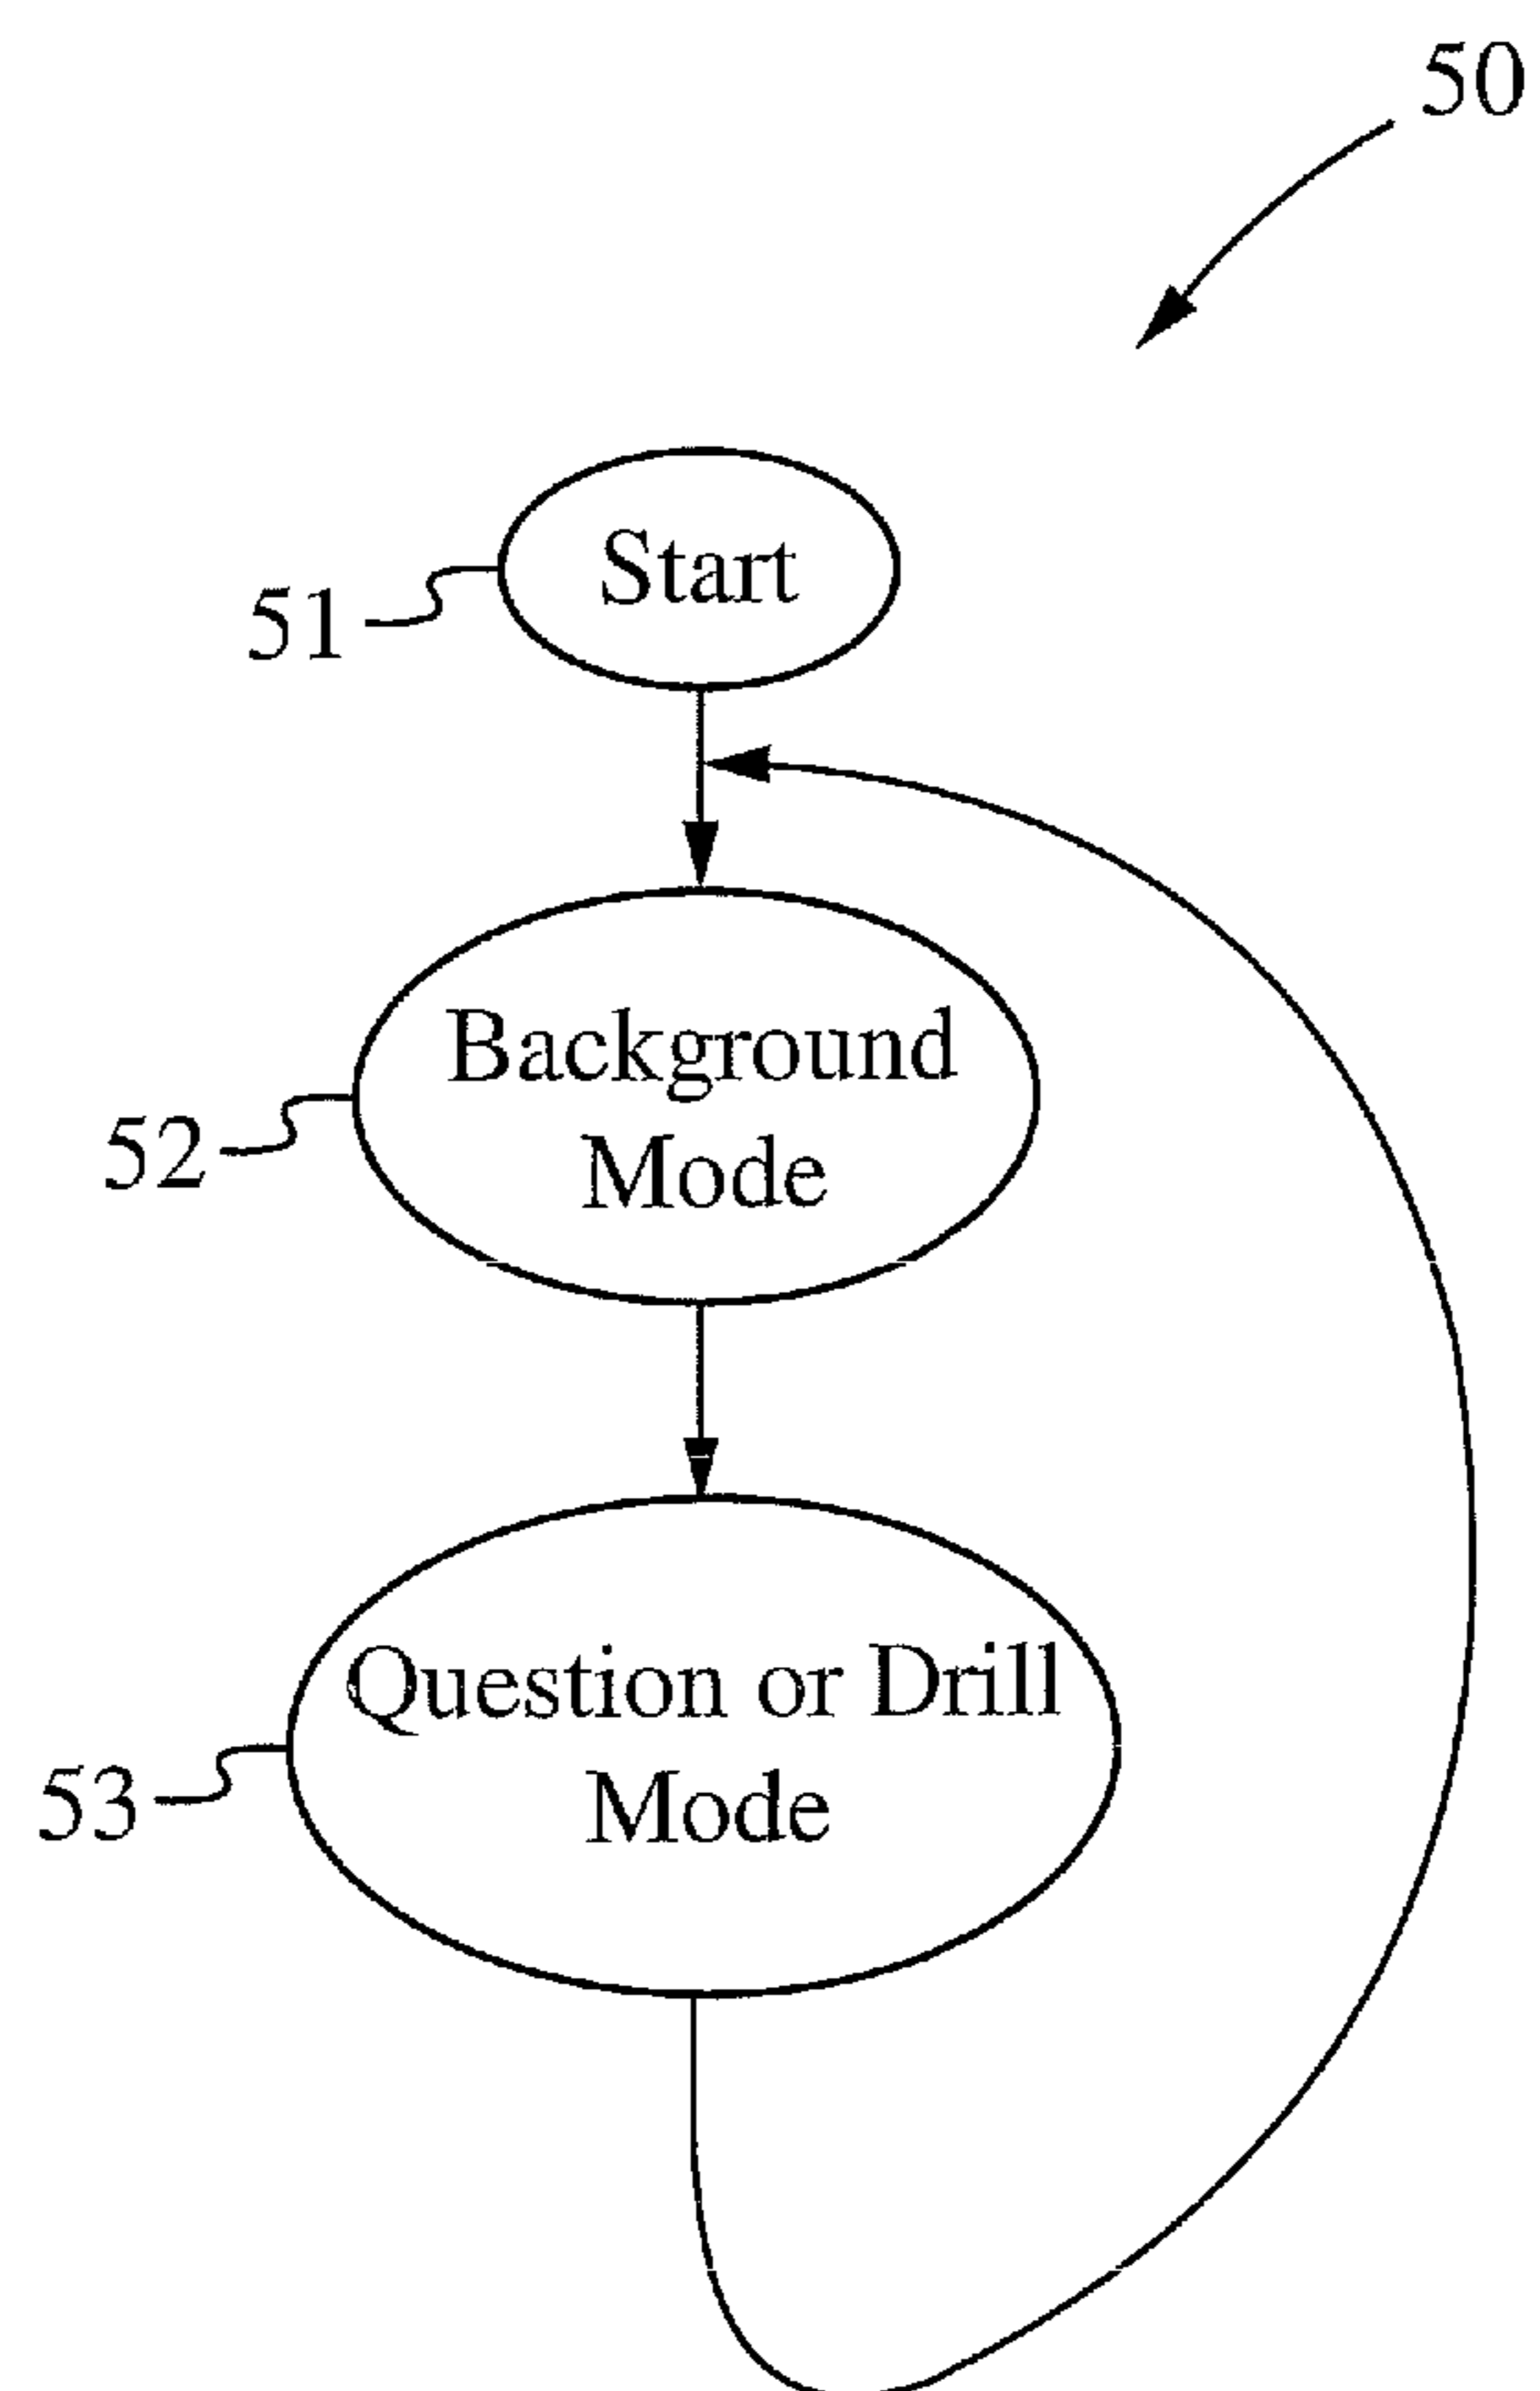 50
Start
51
Background
Mode
52
Question or Drill
Mode
53